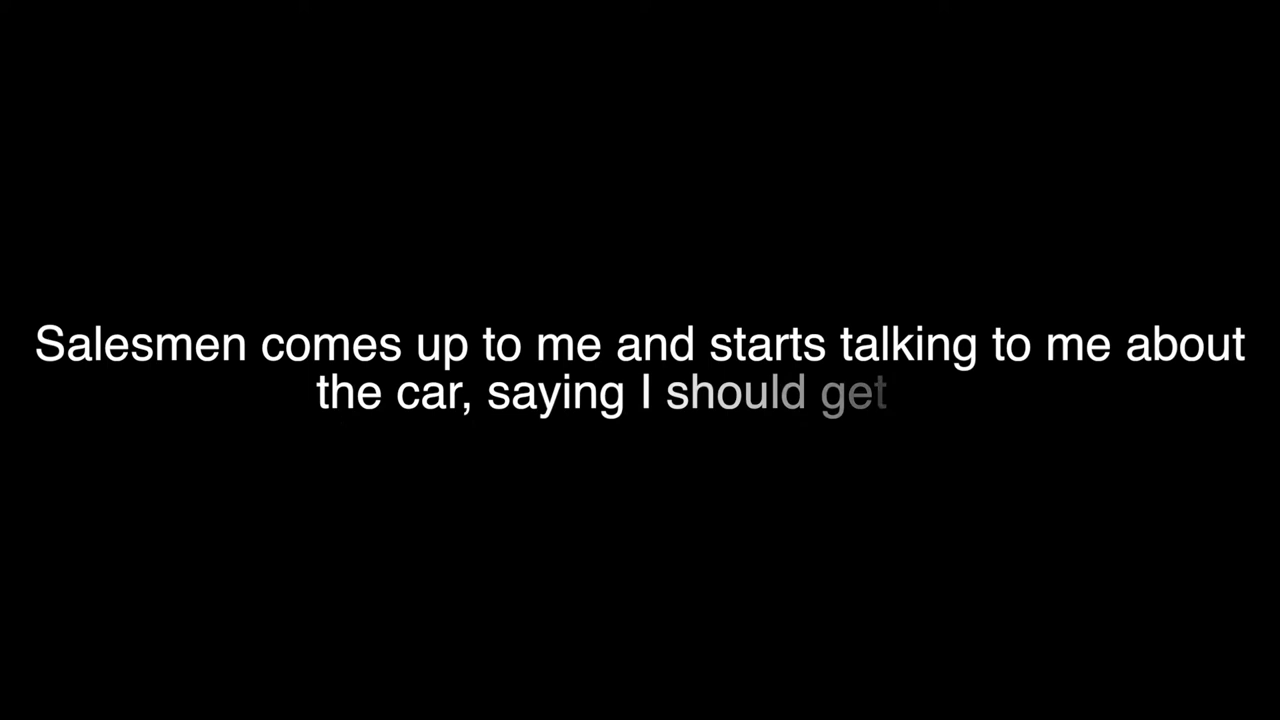 Salesmen comes up to me and starts talking to me about
the car, saying I should get